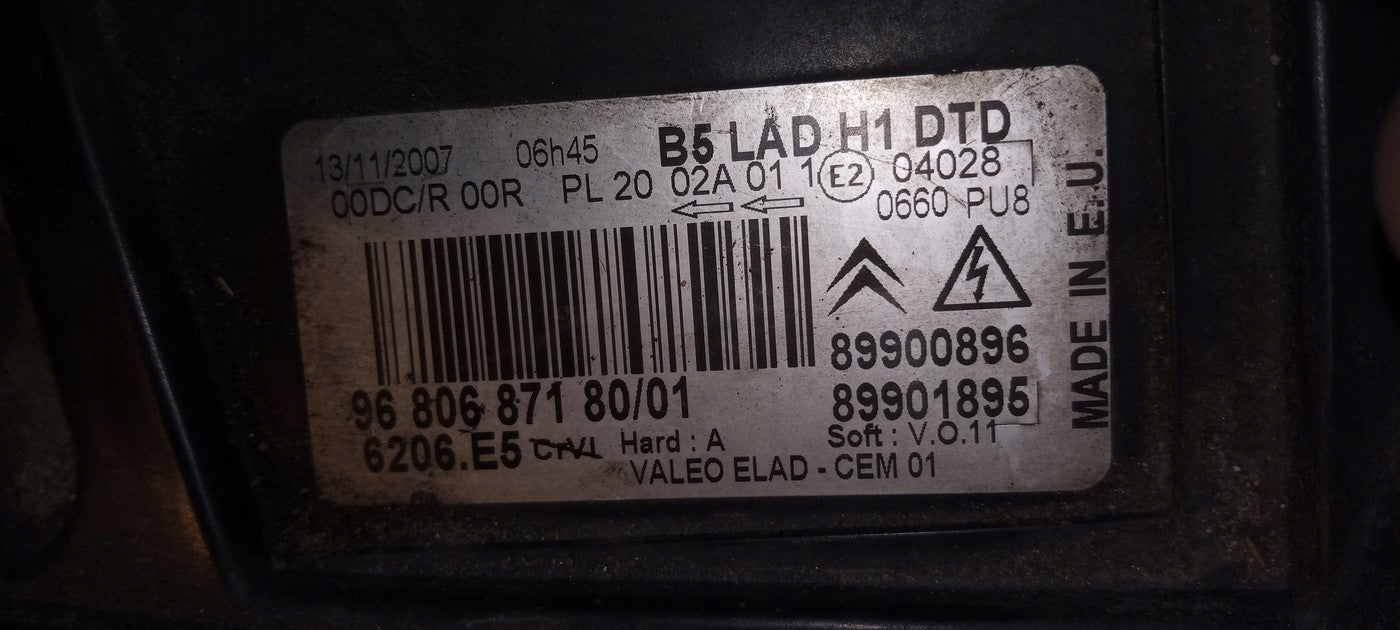 13/11/2007 06h45 B5 LAD H1 DTD
00DC/R 00R PL 20 02A 01 1 E2 04028
0660 PU8
89900896
96 806 871 80/01 89901895
6206.E5 CTVL Hard : A Soft : V.O.11
VALEO ELAD - CEM 01
MADE IN E.U.